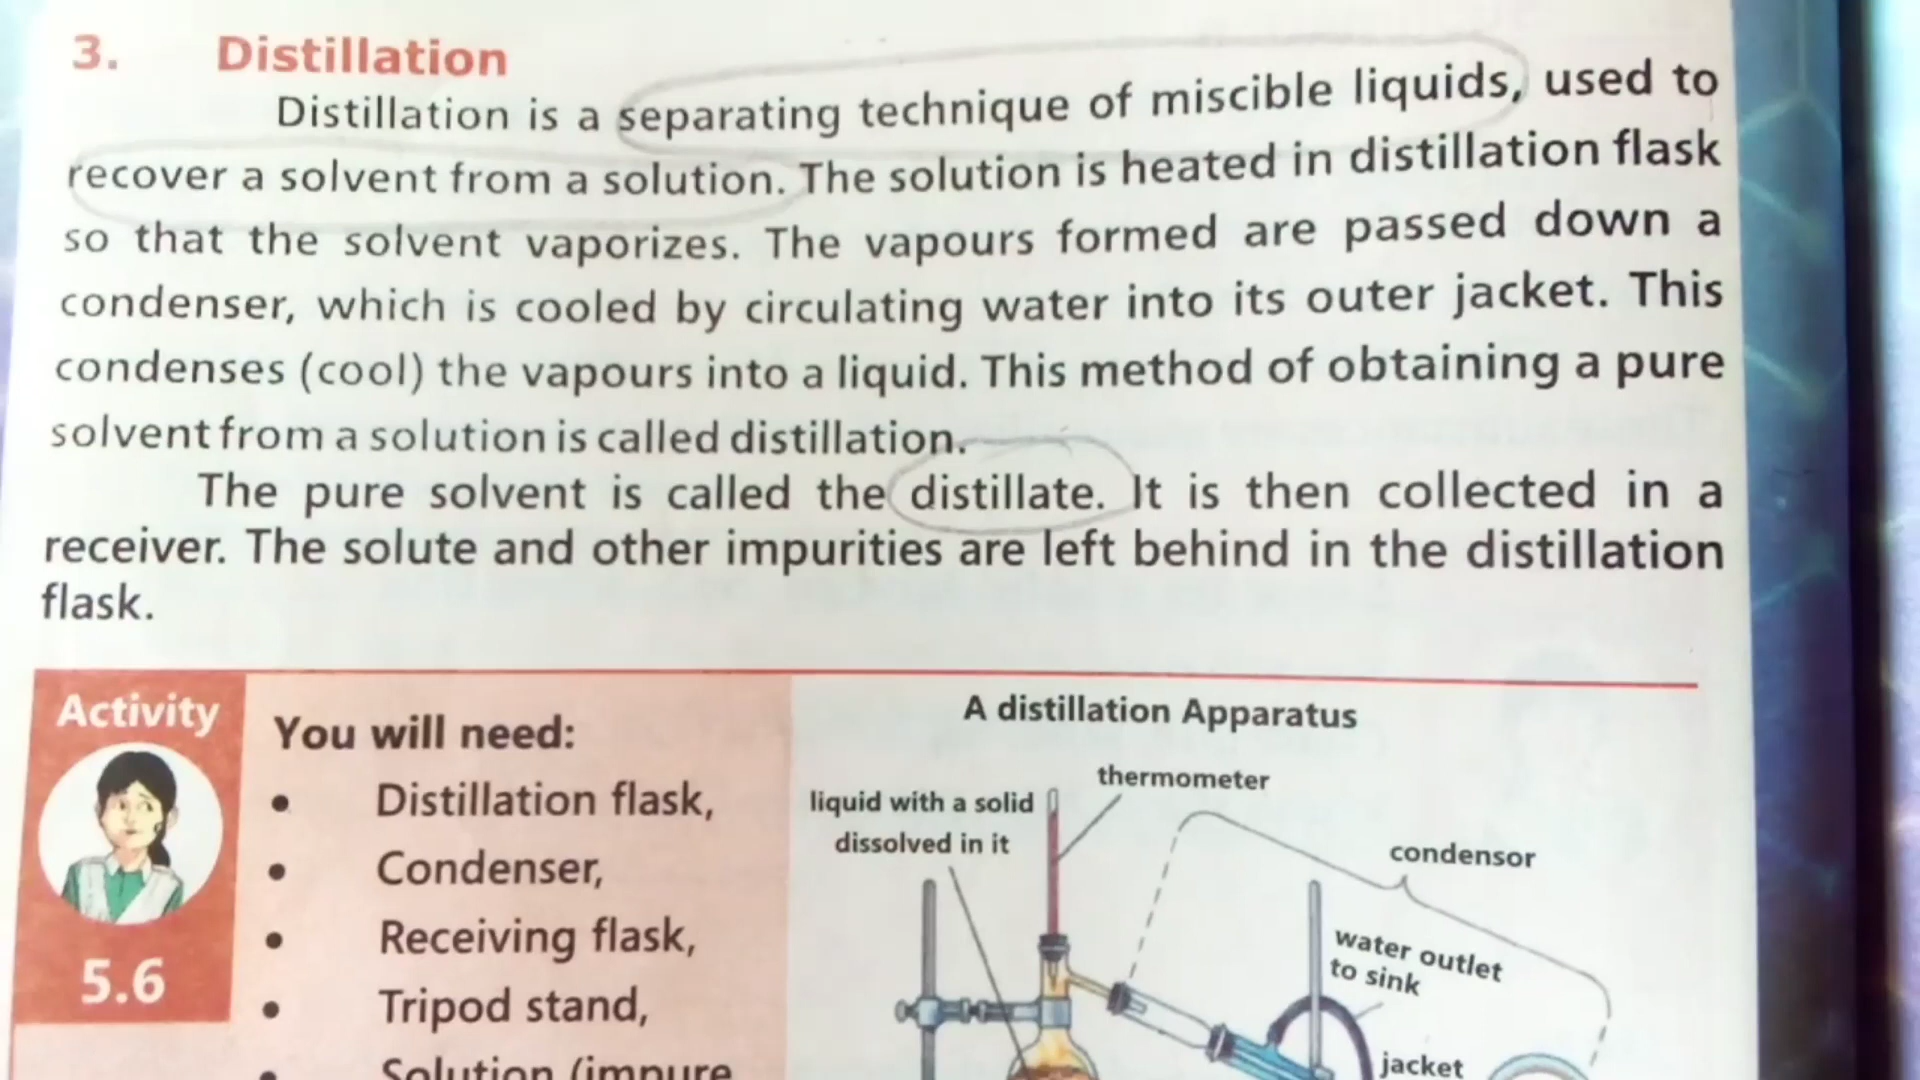 3. Distillation
Distillation is a separating technique of miscible liquids, used to
recover a solvent from a solution. The solution is heated in distillation flask
so that the solvent vaporizes. The vapours formed are passed down a
condenser, which is cooled by circulating water into its outer jacket. This
condenses (cool) the vapours into a liquid. This method of obtaining a pure
solvent from a solution is called distillation.
The pure solvent is called the distillate. It is then collected in a
receiver. The solute and other impurities are left behind in the distillation
flask.
Activity
5.6
You will need:
• Distillation flask,
• Condenser,
• Receiving flask,
• Tripod stand,
• Solution (impure
A distillation Apparatus
thermometer
liquid with a solid
dissolved in it
condensor
water outlet
to sink
jacket